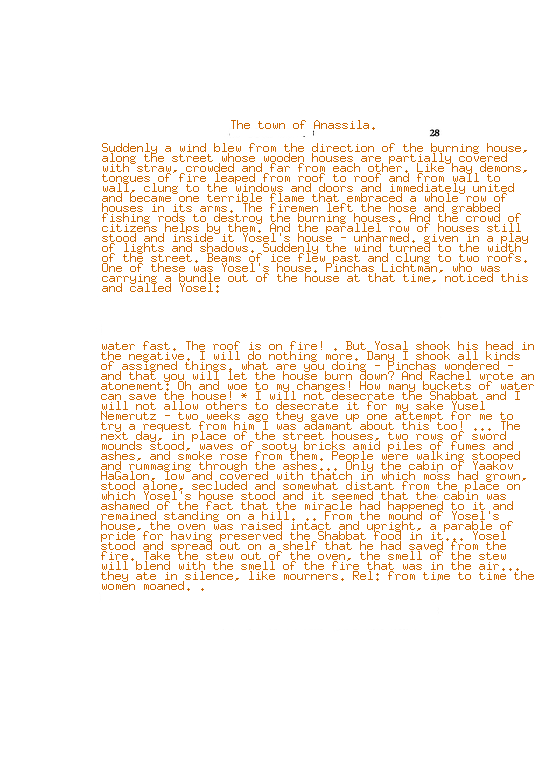 The town of Anassila.
28
Suddenly a wind blew from the direction of the burning house,
along the street whose wooden houses are partially covered
with straw, crowded and far from each other. Like hay demons,
tongues of fire leaped from roof to roof and from wall to
wall, clung to the windows and doors and immediately united
and became one terrible flame that embraced a whole row of
houses in its arms. The firemen left the hose and grabbed
fishing rods to destroy the burning houses. And the crowd of
citizens helps by them. And the parallel row of houses still
stood and inside it Yosel's house - unharmed. given in a play
of lights and shadows. Suddenly the wind turned to the width
of the street. Beams of ice flew past and clung to two roofs.
One of these was Yosel's house. Pinchas Lichtman, who was
carrying a bundle out of the house at that time, noticed this
and called Yosel:
water fast. The roof is on fire! . But Yosal shook his head in
the negative. I will do nothing more. Dany I shook all kinds
of assigned things, what are you doing - Pinchas wondered -
and that you will let the house burn down? And Rachel wrote an
atonement: Oh and woe to my changes! How many buckets of water
can save the house! * I will not desecrate the Shabbat and I
will not allow others to desecrate it for my sake Yusel
Nemerutz - two weeks ago they gave up one attempt for me to
try a request from him I was adamant about this too! ... The
next day, in place of the street houses, two rows of sword
mounds stood, waves of sooty bricks amid piles of fumes and
ashes, and smoke rose from them. People were walking stooped
and rummaging through the ashes... Only the cabin of Yaakov
HaGalon, low and covered with thatch in which moss had grown,
stood alone, secluded and somewhat distant from the place on
which Yosel's house stood and it seemed that the cabin was
ashamed of the fact that the miracle had happened to it and
remained standing on a hill. .. From the mound of Yosel's
house, the oven was raised intact and upright, a parable of
pride for having preserved the Shabbat food in it... Yosel
stood and spread out on a shelf that he had saved from the
fire. Take the stew out of the oven, the smell of the stew
will blend with the smell of the fire that was in the air...
they ate in silence, like mourners. Rel: from time to time the
women moaned. .